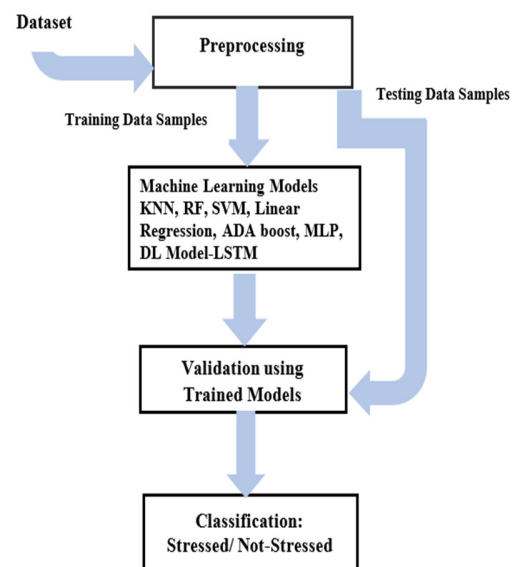 Dataset
Preprocessing
Testing Data Samples
Training Data Samples
Machine Learning Models
KNN, RF, SVM, Linear
Regression, ADA boost, MLP,
DL Model-LSTM
Validation using
Trained Models
Classification:
Stressed/ Not-Stressed